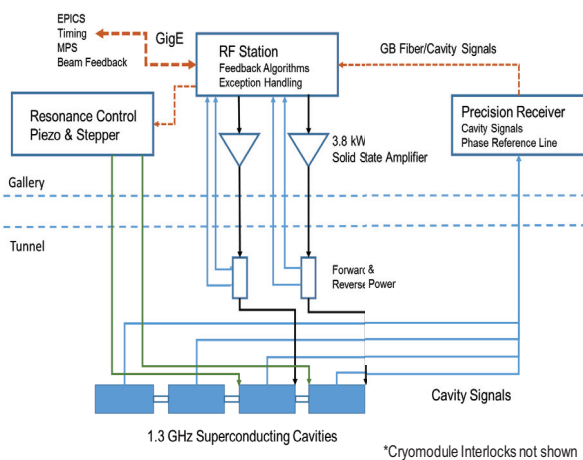 EPICS
Timing
MPS
Beam Feedback
GigE
RF Station
Feedback Algorithms
Exception Handling
GB Fiber/Cavity Signals
Resonance Control
Piezo & Stepper
3.8 kW
Solid State Amplifier
Precision Receiver
Cavity Signals
Phase Reference Line
Gallery
Tunnel
Forward &
Reverse Power
Cavity Signals
1.3 GHz Superconducting Cavities
*Cryomodule Interlocks not shown